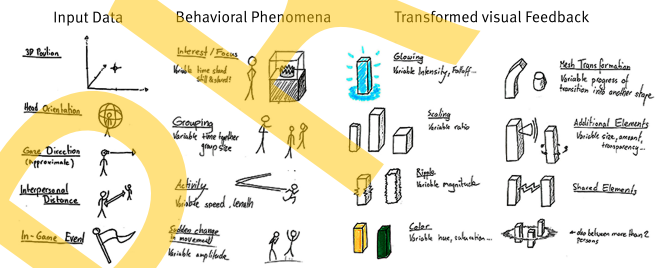 Input Data
Behavioral Phenomena
Transformed visual Feedback
3D Position
Head Orientation
Gaze Direction
(approximate)
Interpersonal
Distance
In-Game Event
Interest / Focus
Variable time stand
still & stared!
Grouping
Variable time together
group size
Activity
Variable speed, length
Sudden change
in movement
Variable amplitude
Glowing
Variable Intensity, Falloff...
Scaling
Variable ratio
Ripple
Variable magnitude
Color
Variable hue, saturation...
Mesh Transformation
Variable progress of
transition into another shape
Additional Elements
Variable size, amount,
transparency...
Shared Elements
also between more than 2
persons